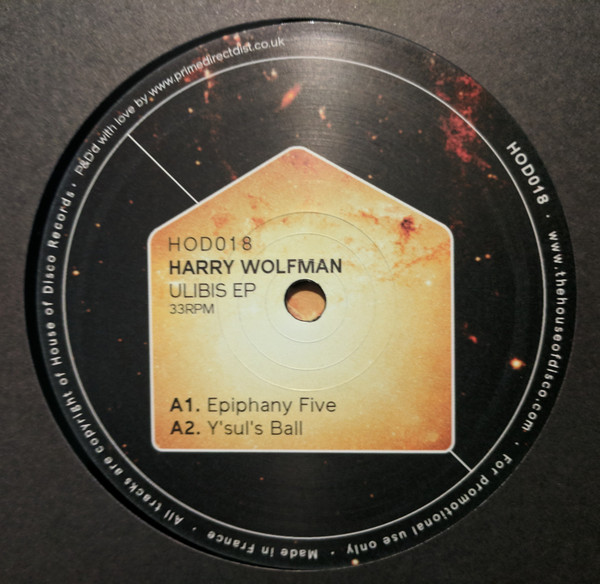 HOD018
HARRY WOLFMAN
ULIBIS EP
33RPM
A1. Epiphany Five
A2. Y'sul's Ball
HOD018 · www.thehouseofdisco.com · For promotional use only · Made in France · All tracks are copyright of House of Disco Records · P&D'd with love by www.primedirectdist.co.uk